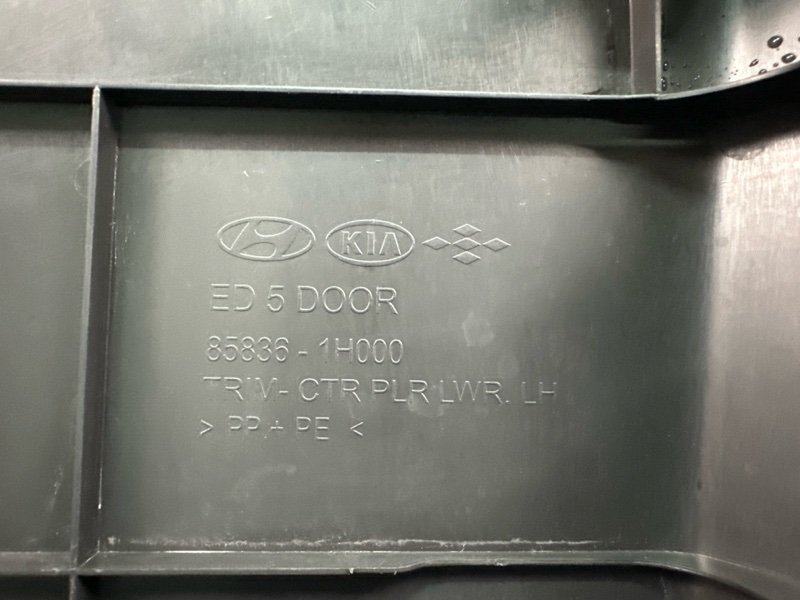 KIA
ED 5 DOOR
85836 - 1H000
TRIM- CTR PLR LWR. LH
> PP + PE <